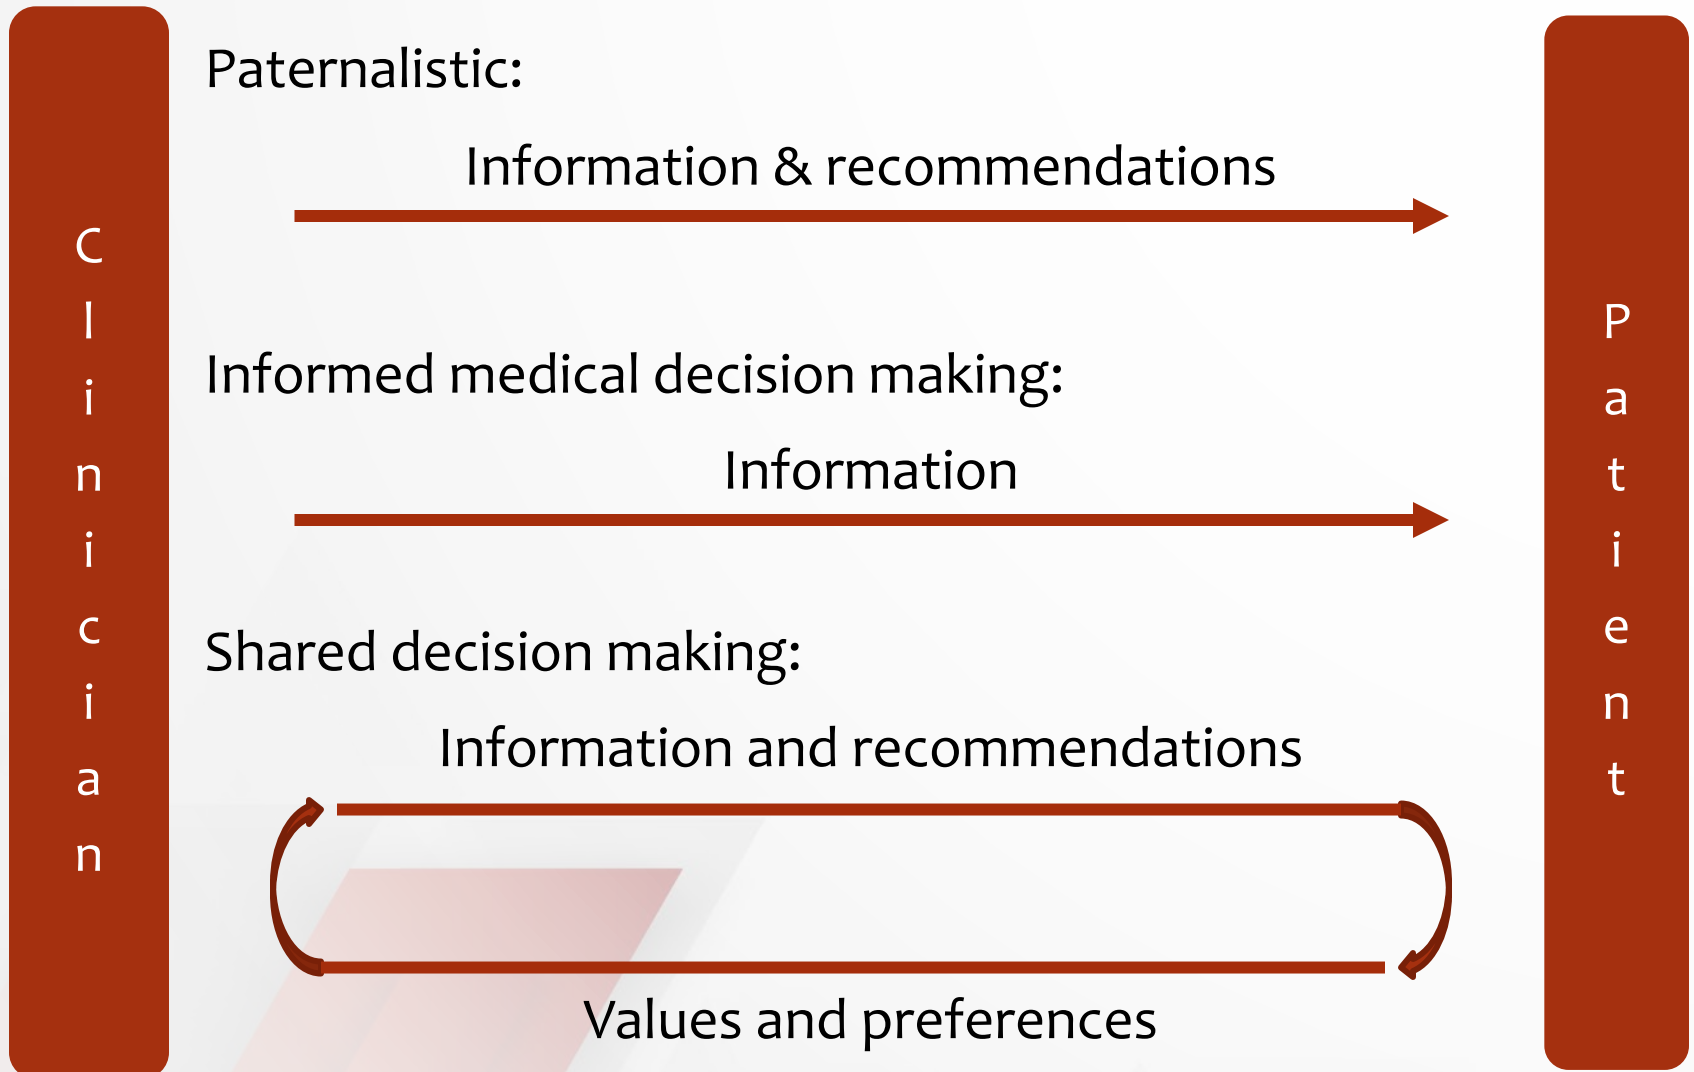 Clinician
Paternalistic:
Information & recommendations
Informed medical decision making:
Information
Shared decision making:
Information and recommendations
Values and preferences
Patient